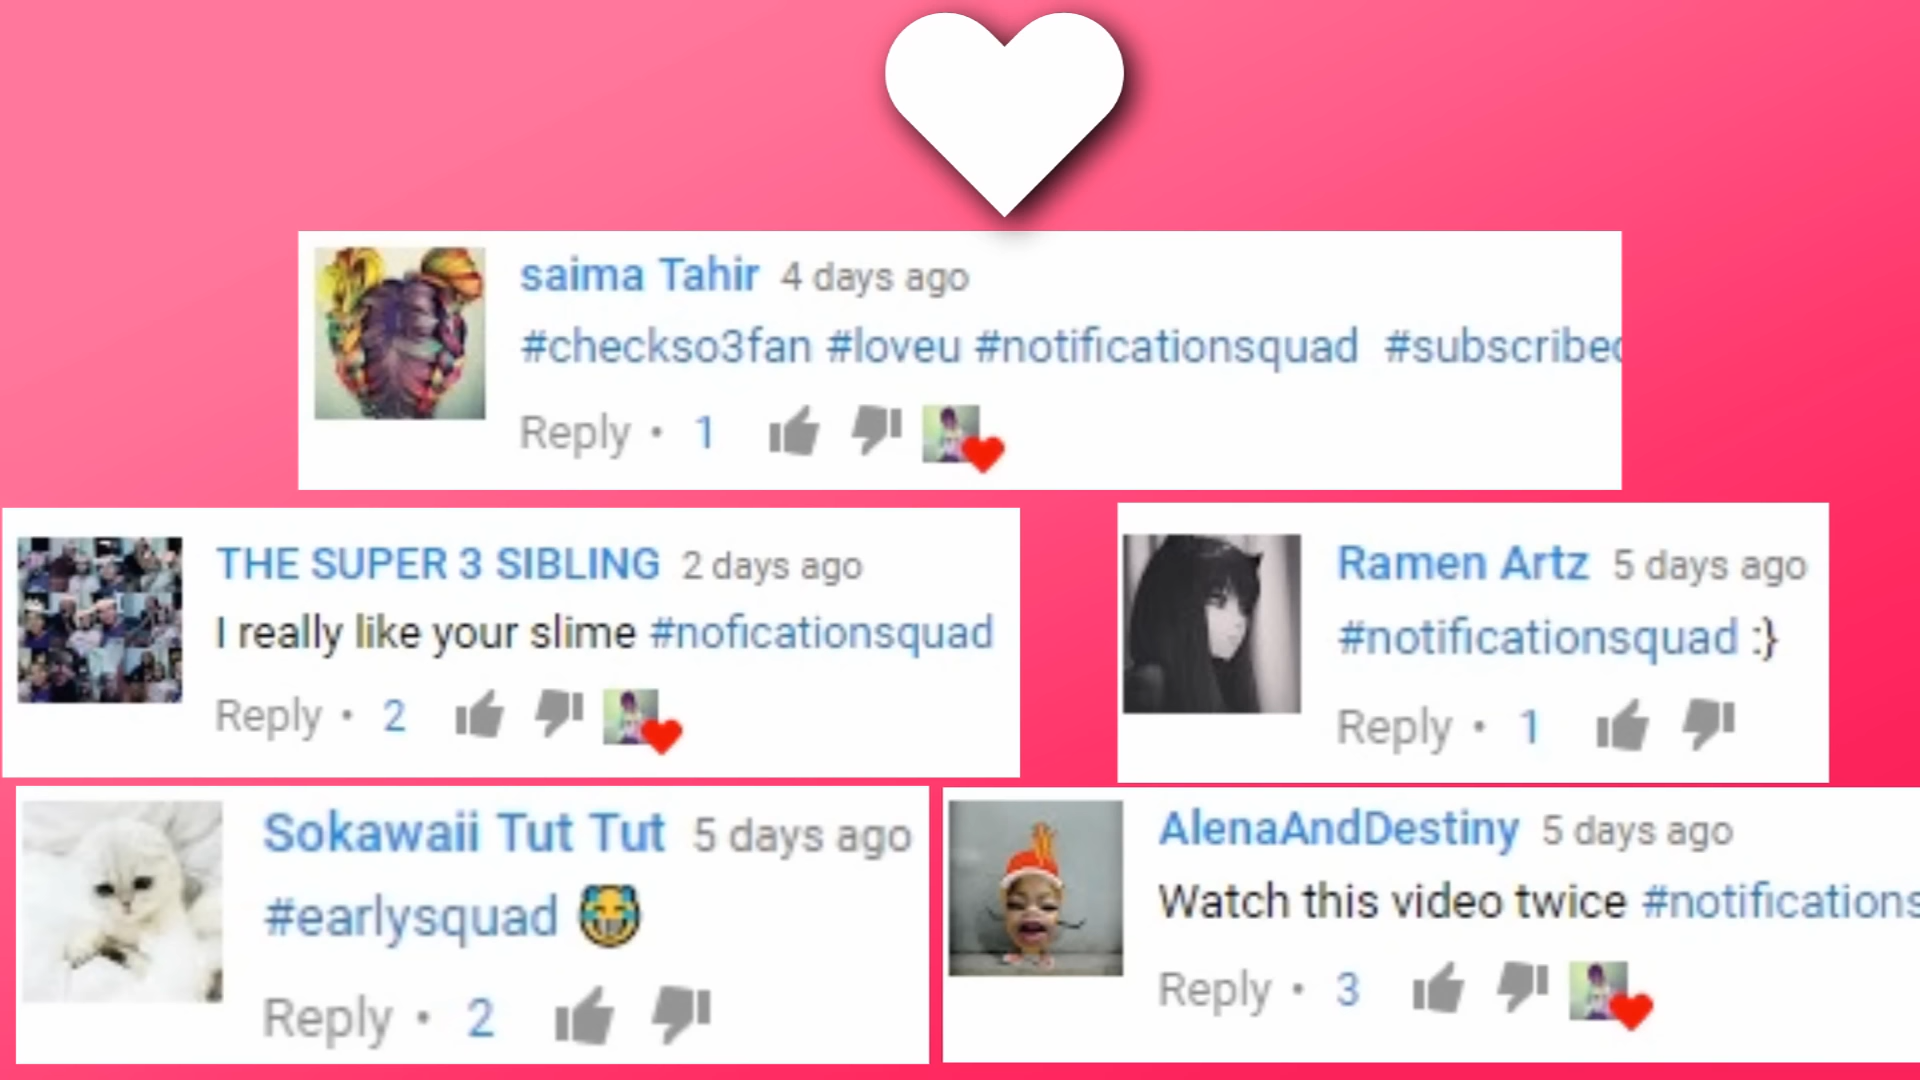 saima Tahir 4 days ago
#checkso3fan #loveu #notificationsquad #subscribed
Reply • 1
THE SUPER 3 SIBLING 2 days ago
I really like your slime #noficationsquad
Reply • 2
Ramen Artz 5 days ago
#notificationsquad :}
Reply • 1
Sokawaii Tut Tut 5 days ago
#earlysquad 😂
Reply • 2
AlenaAndDestiny 5 days ago
Watch this video twice #notifications
Reply • 3